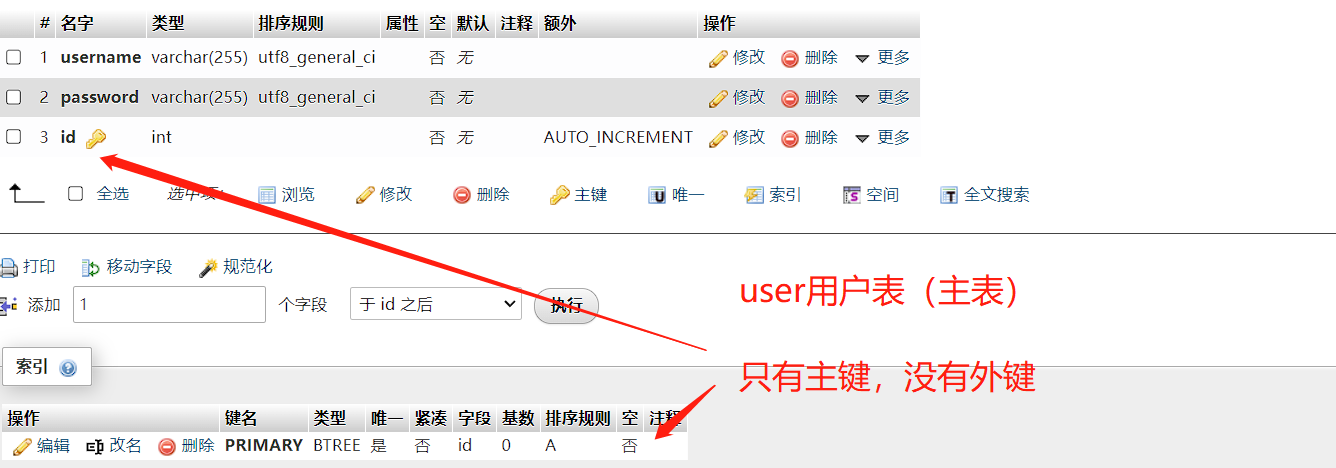 # 名字 类型 排序规则 属性 空 默认 注释 额外 操作
1 username varchar(255) utf8_general_ci 否 无 修改 删除 更多
2 password varchar(255) utf8_general_ci 否 无 修改 删除 更多
3 id int 否 无 AUTO_INCREMENT 修改 删除 更多
全选 选中项: 浏览 修改 删除 主键 唯一 索引 空间 全文搜索
打印 移动字段 规范化
添加 1 个字段 于 id 之后 执行
user用户表（主表）
索引
只有主键，没有外键
操作 键名 类型 唯一 紧凑 字段 基数 排序规则 空 注释
编辑 改名 删除 PRIMARY BTREE 是 否 id 0 A 否